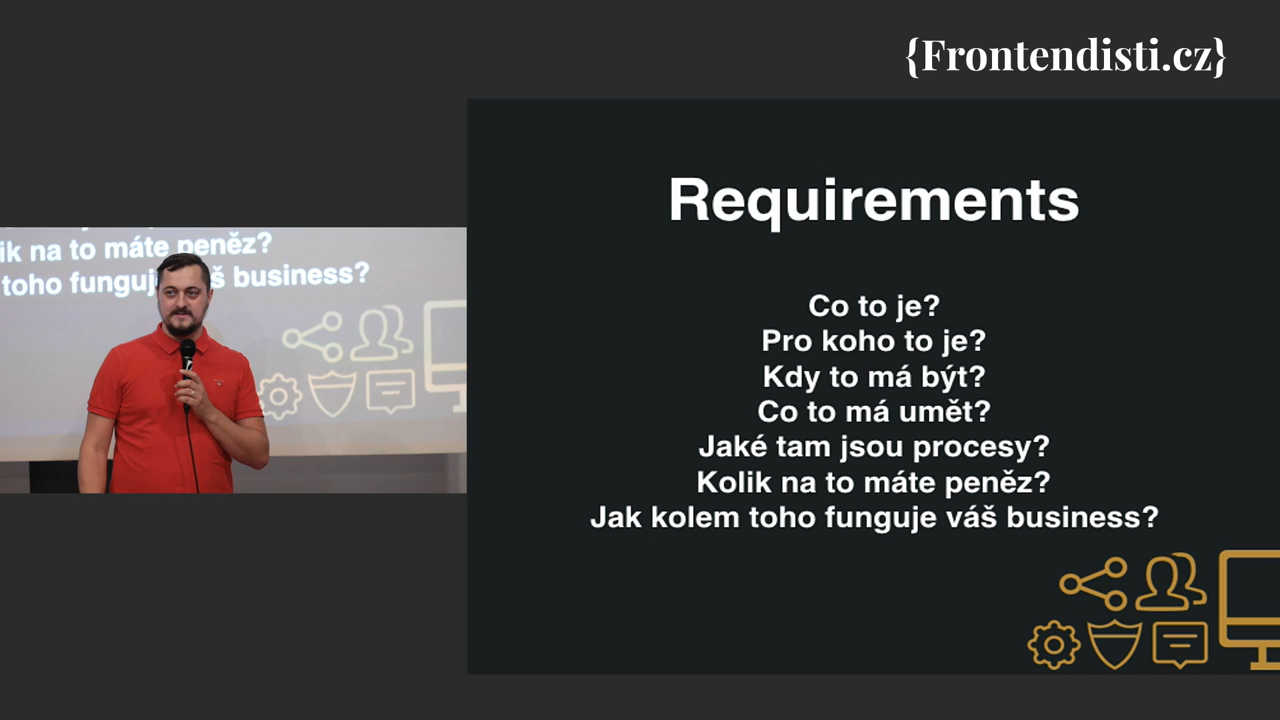 {Frontendisti.cz}
Requirements
Co to je?
Pro koho to je?
Kdy to má být?
Co to má umět?
Jaké tam jsou procesy?
Kolik na to máte peněz?
Jak kolem toho funguje váš business?
ik na to máte peněz?
toho funguj š business?